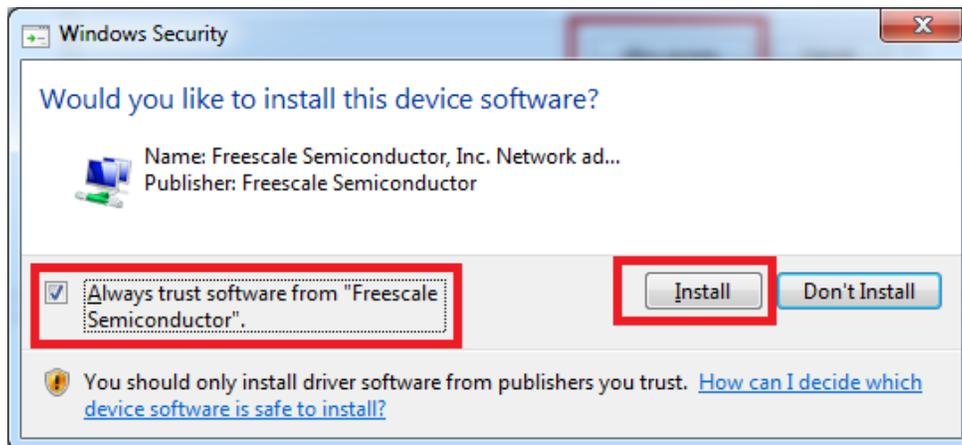 Windows Security
Would you like to install this device software?
Name: Freescale Semiconductor, Inc. Network ad...
Publisher: Freescale Semiconductor
Always trust software from "Freescale
Semiconductor".
Install
Don't Install
You should only install driver software from publishers you trust. How can I decide which
device software is safe to install?